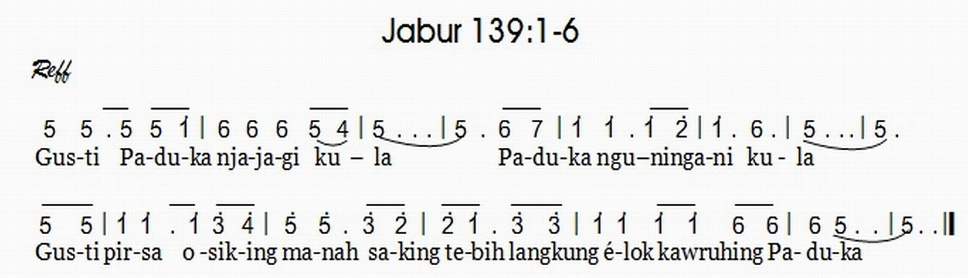 Jabur 139:1-6
Reff
5 5 . 5 5 1̇ | 6 6 6 5 4 | 5 . . . | 5 . 6 7 | 1̇ 1̇ . 1̇ 2̇ | 1̇ . 6 . | 5 . . . | 5 .
Gus-ti Pa-du-ka nja-ja-gi ku – la Pa-du-ka ngu–ninga-ni ku - la
5 5 | 1̇ 1̇ . 1̇ 3̇ 4̇ | 5̇ 5̇ . 3̇ 2̇ | 2̇ 1̇ . 3̇ 3̇ | 1̇ 1̇ 1̇ 1̇ 6 6 | 6 5 . . | 5 . . ||
Gus-ti pir-sa o -sik-ing ma-nah sa-king te-bih langkung é-lok kawruhing Pa- du-ka